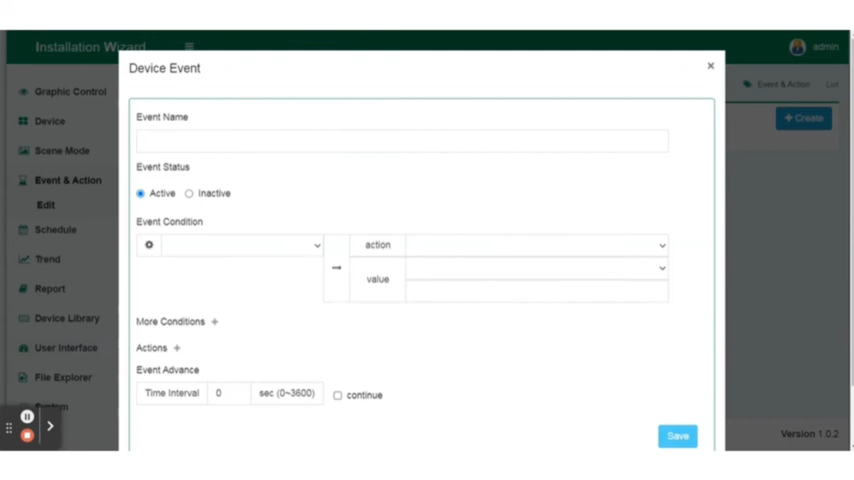 Installation Wizard
admin
Device Event
×
Graphic Control
Event & Action
List
Event Name
+ Create
Device
Scene Mode
Event Status
Event & Action
Active
Inactive
Edit
Event Condition
Schedule
action
Trend
value
Report
Device Library
More Conditions +
User Interface
Actions +
Event Advance
File Explorer
Time Interval
0
sec (0~3600)
continue
System
Save
Version 1.0.2